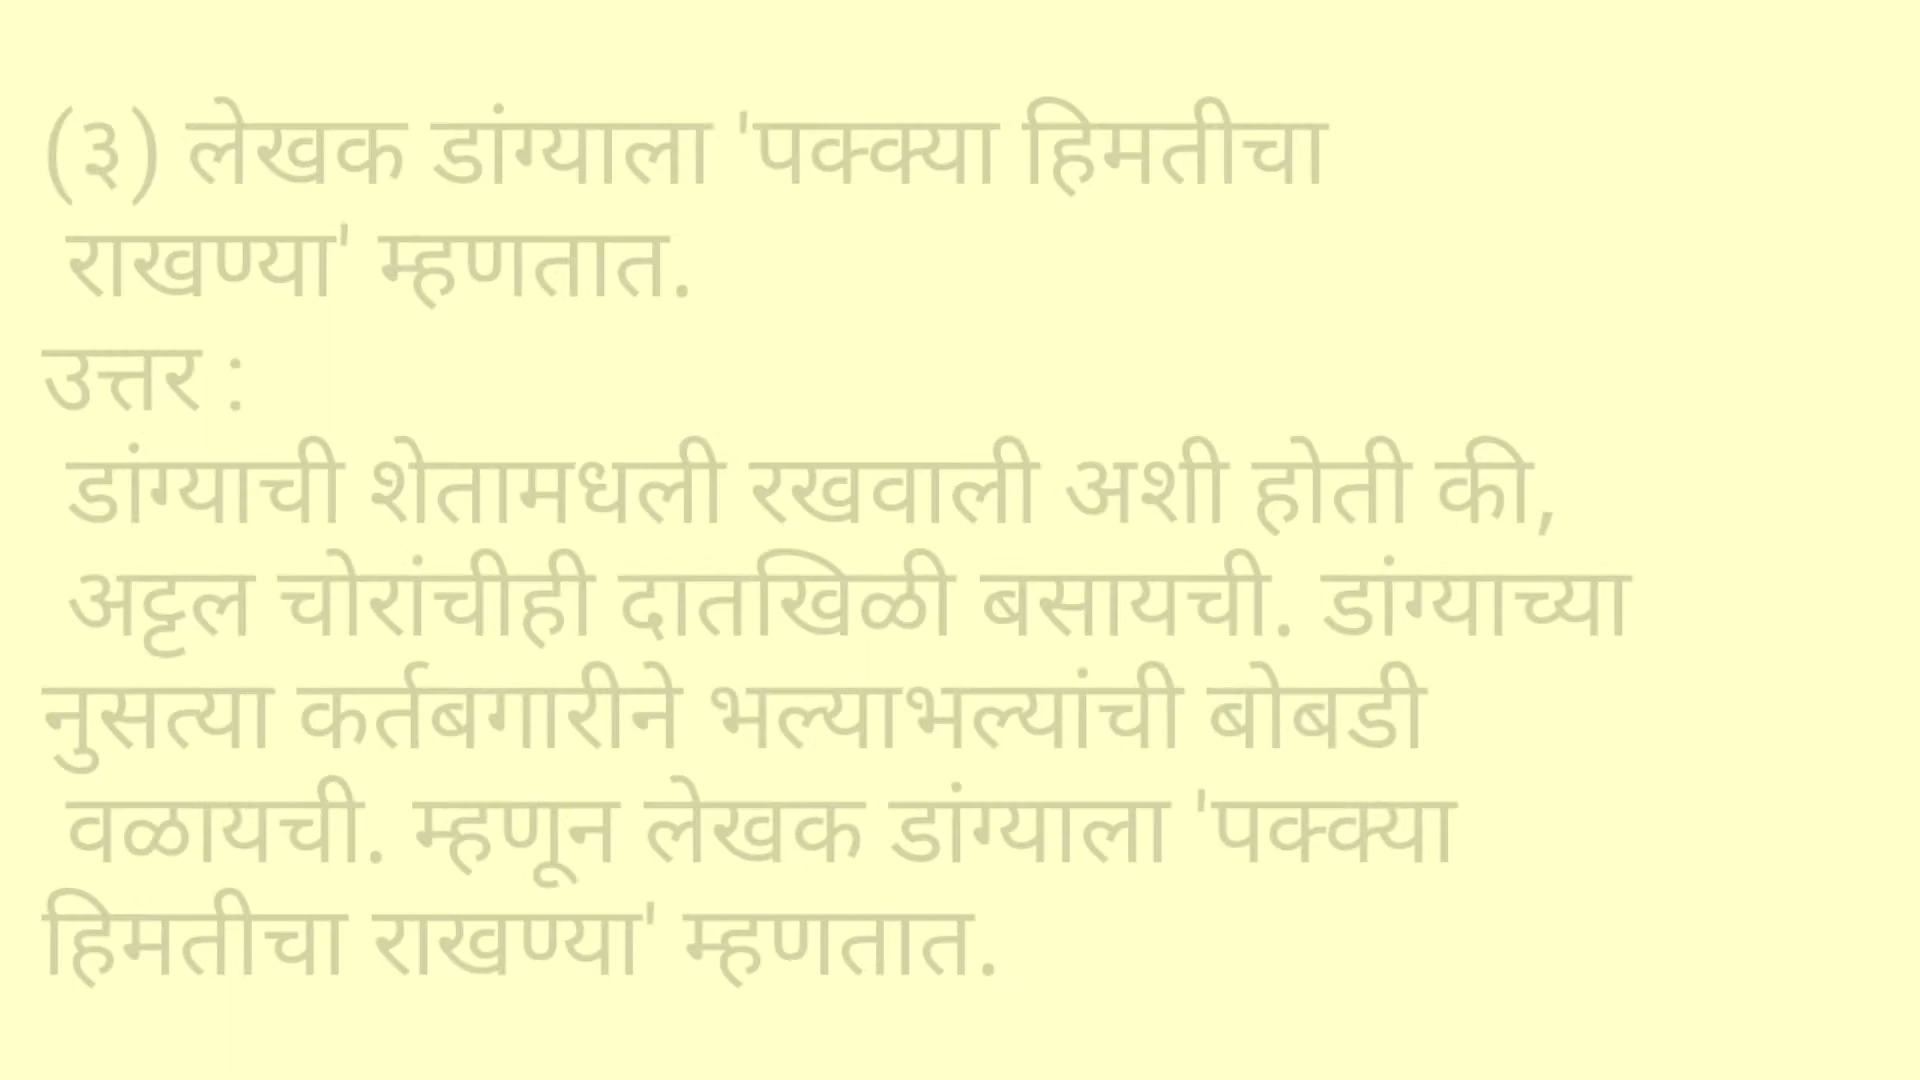 (३) लेखक डांग्याला 'पक्क्या हिमतीचा
राखण्या' म्हणतात.
उत्तर :
डांग्याची शेतामधली रखवाली अशी होती की,
अट्टल चोरांचीही दातखिळी बसायची. डांग्याच्या
नुसत्या कर्तबगारीने भल्याभल्यांची बोबडी
वळायची. म्हणून लेखक डांग्याला 'पक्क्या
हिमतीचा राखण्या' म्हणतात.